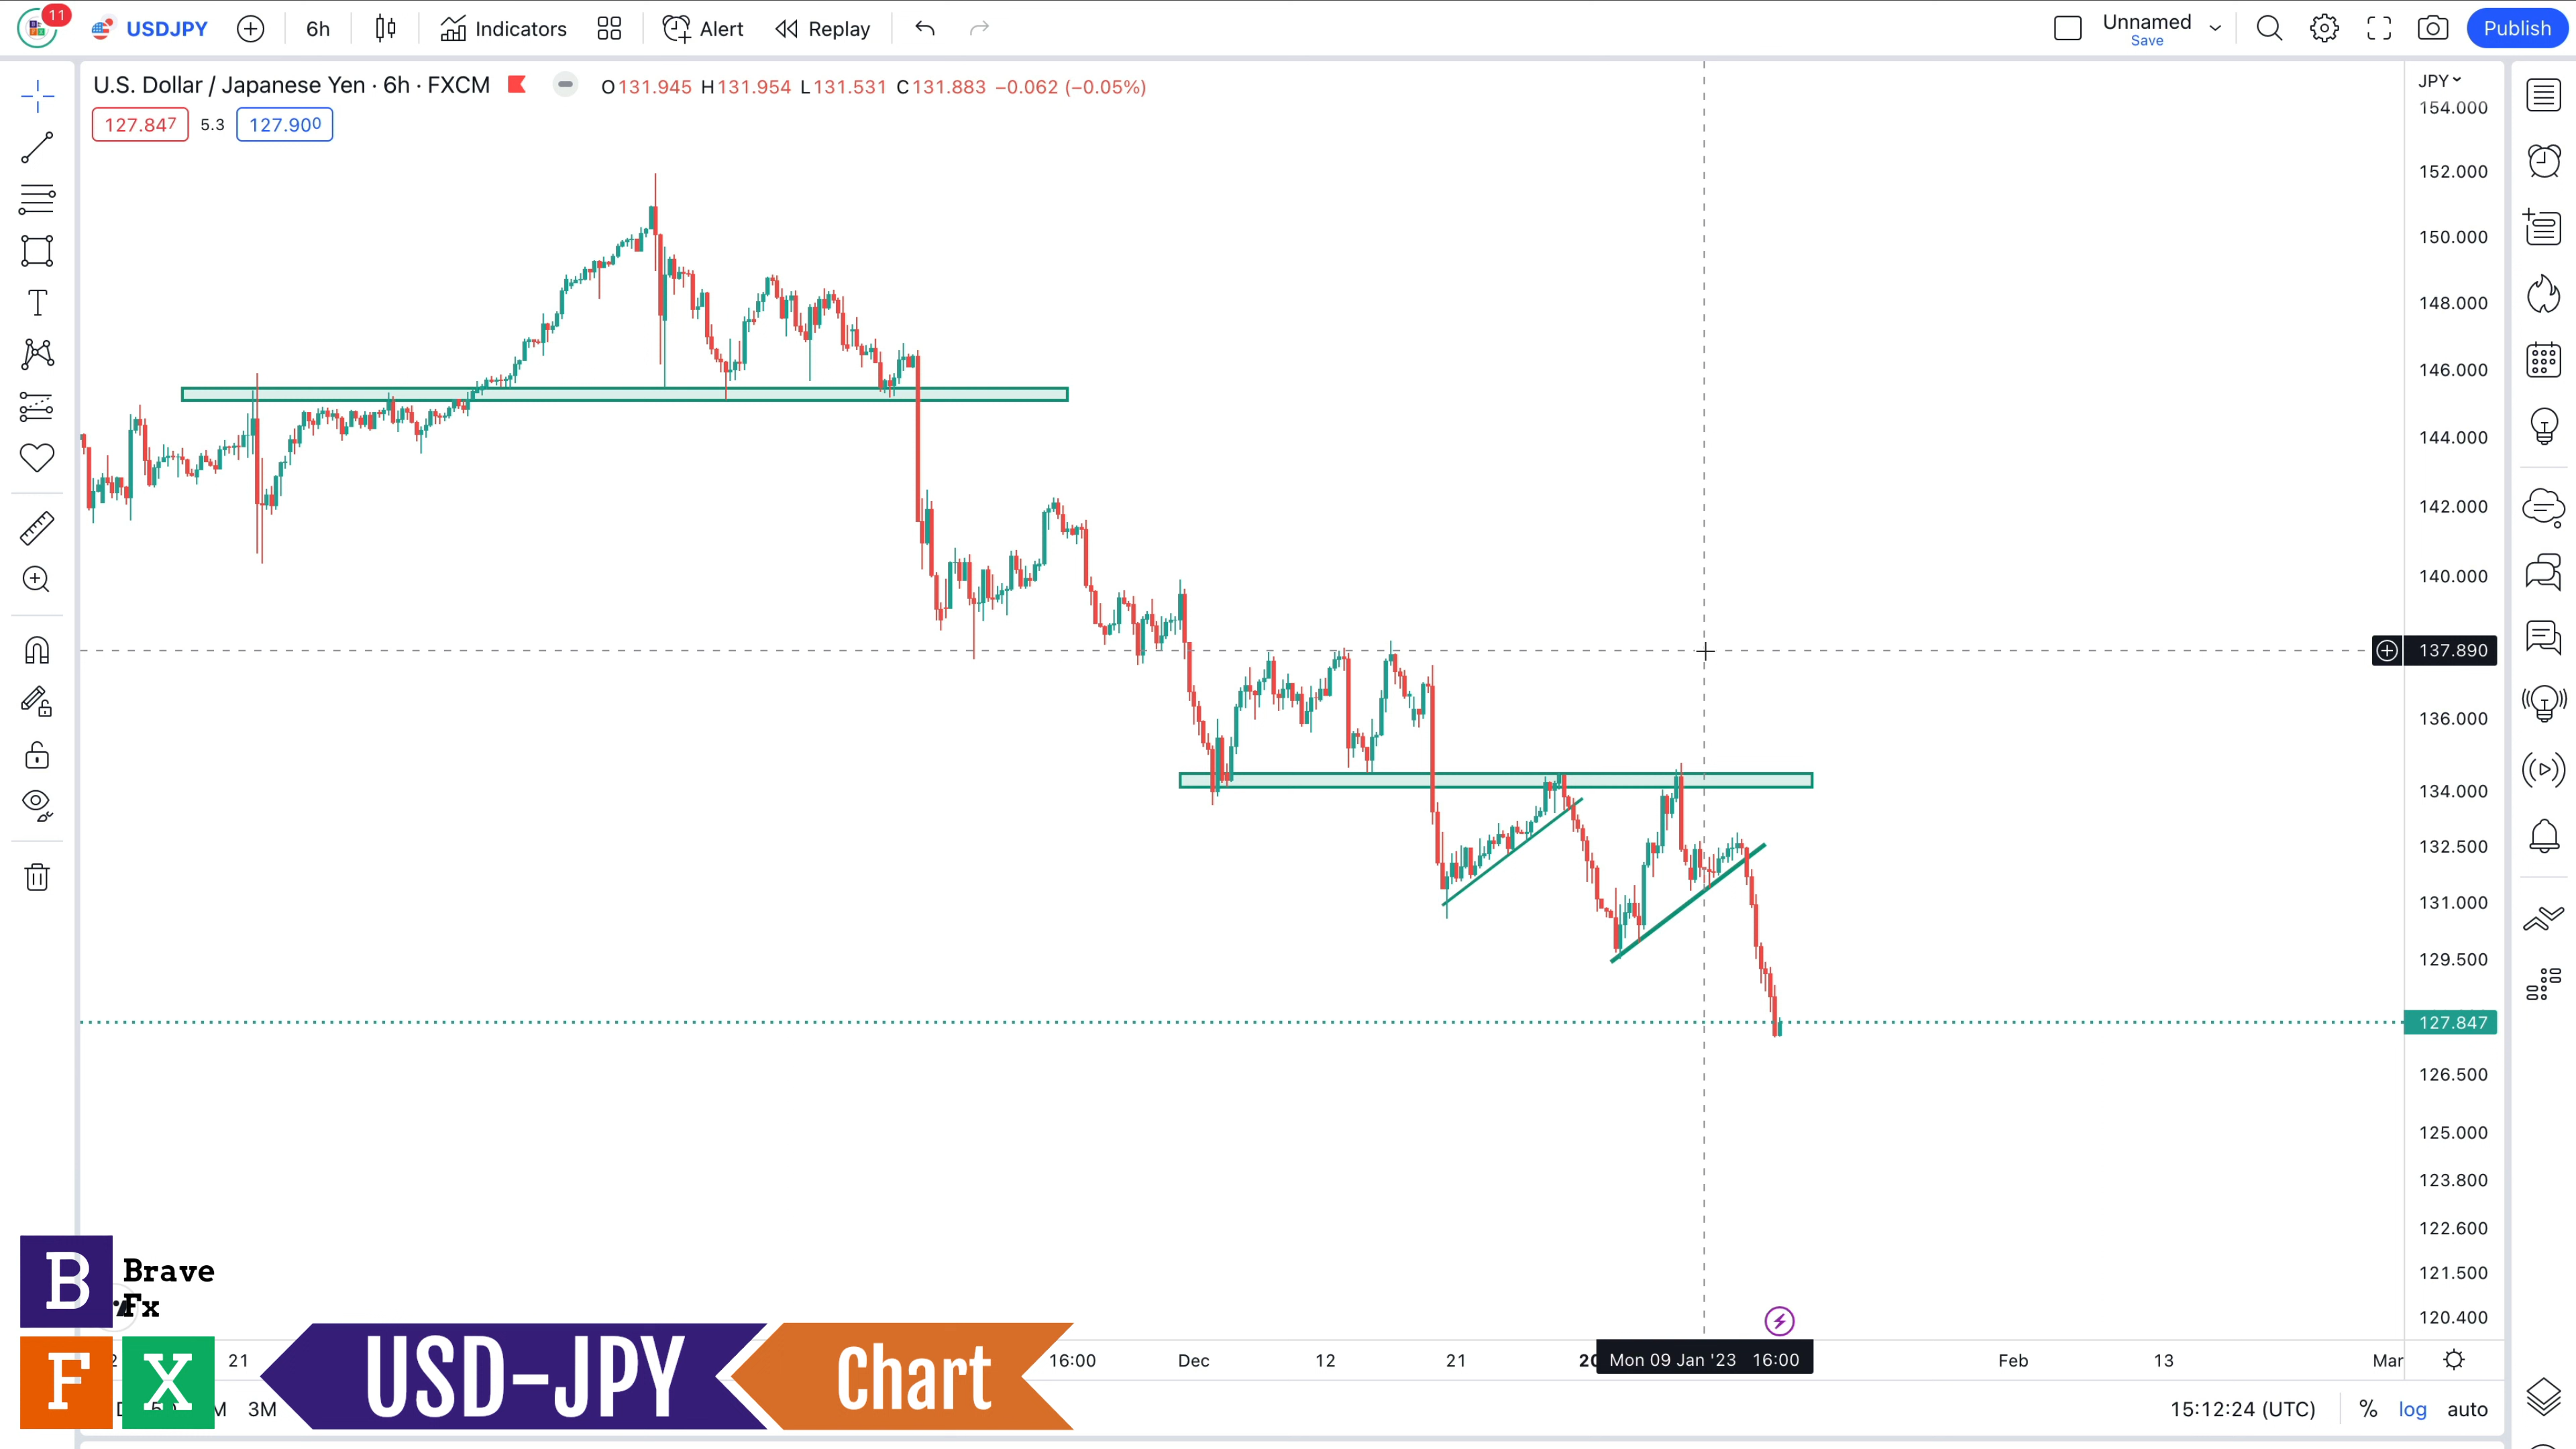 11 USDJPY 6h Indicators Alert Replay Unnamed Save Publish
U.S. Dollar / Japanese Yen · 6h · FXCM O131.945 H131.954 L131.531 C131.883 −0.062 (−0.05%)
127.847 5.3 127.900
JPY
154.000
152.000
150.000
148.000
146.000
144.000
142.000
140.000
137.890
136.000
134.000
132.500
131.000
129.500
127.847
126.500
125.000
123.800
122.600
121.500
120.400
B Brave
Fx
F X
USD-JPY Chart
21 16:00 Dec 12 21 Mon 09 Jan '23 16:00 Feb 13 Mar
3M 15:12:24 (UTC) % log auto